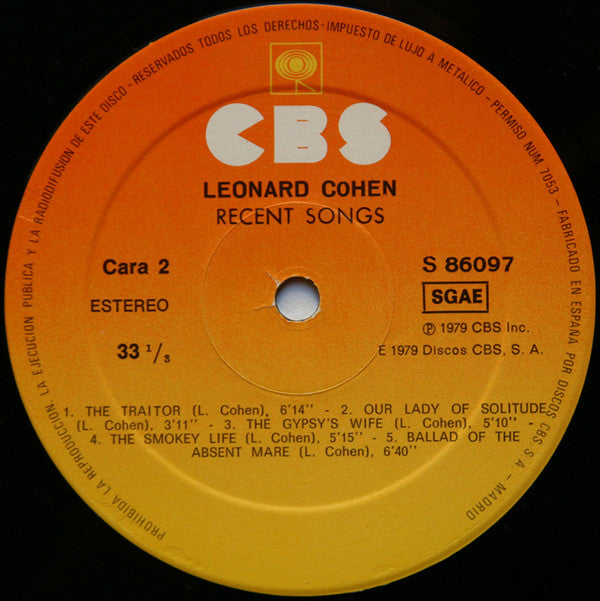 PROHIBIDA LA REPRODUCCION, LA EJECUCION PUBLICA Y LA RADIODIFUSION DE ESTE DISCO - RESERVADOS TODOS LOS DERECHOS - IMPUESTO DE LUJO A METALICO - PERMISO NUM 7053 - FABRICADO EN ESPAÑA POR DISCOS CBS, S A - MADRID
CBS
LEONARD COHEN
RECENT SONGS
Cara 2
S 86097
ESTEREO
SGAE
33 1/3
Ⓟ 1979 CBS Inc.
E 1979 Discos CBS, S. A.
1. THE TRAITOR (L. Cohen), 6'14" - 2. OUR LADY OF SOLITUDE
(L. Cohen), 3'11" - 3. THE GYPSY'S WIFE (L. Cohen), 5'10" -
4. THE SMOKEY LIFE (L. Cohen), 5'15" - 5. BALLAD OF THE
ABSENT MARE (L. Cohen), 6'40"